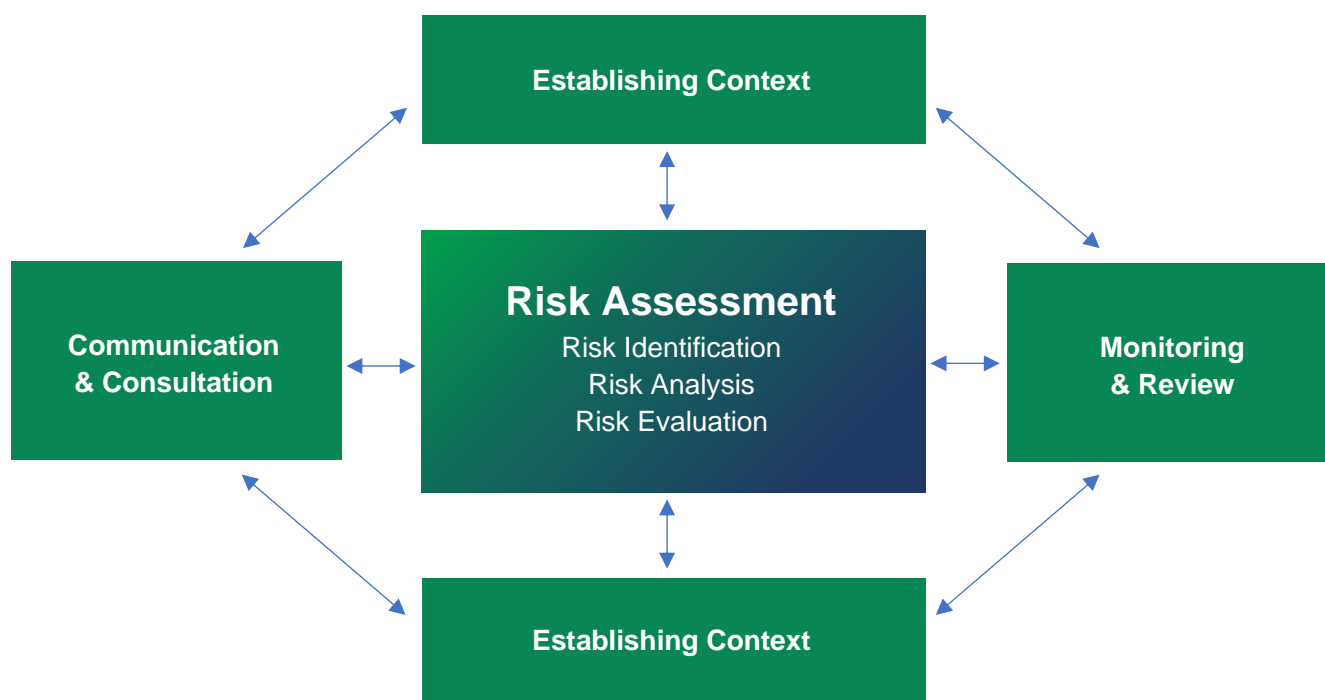 Establishing Context
Risk Assessment
Risk Identification
Risk Analysis
Risk Evaluation
Communication
& Consultation
Monitoring
& Review
Establishing Context